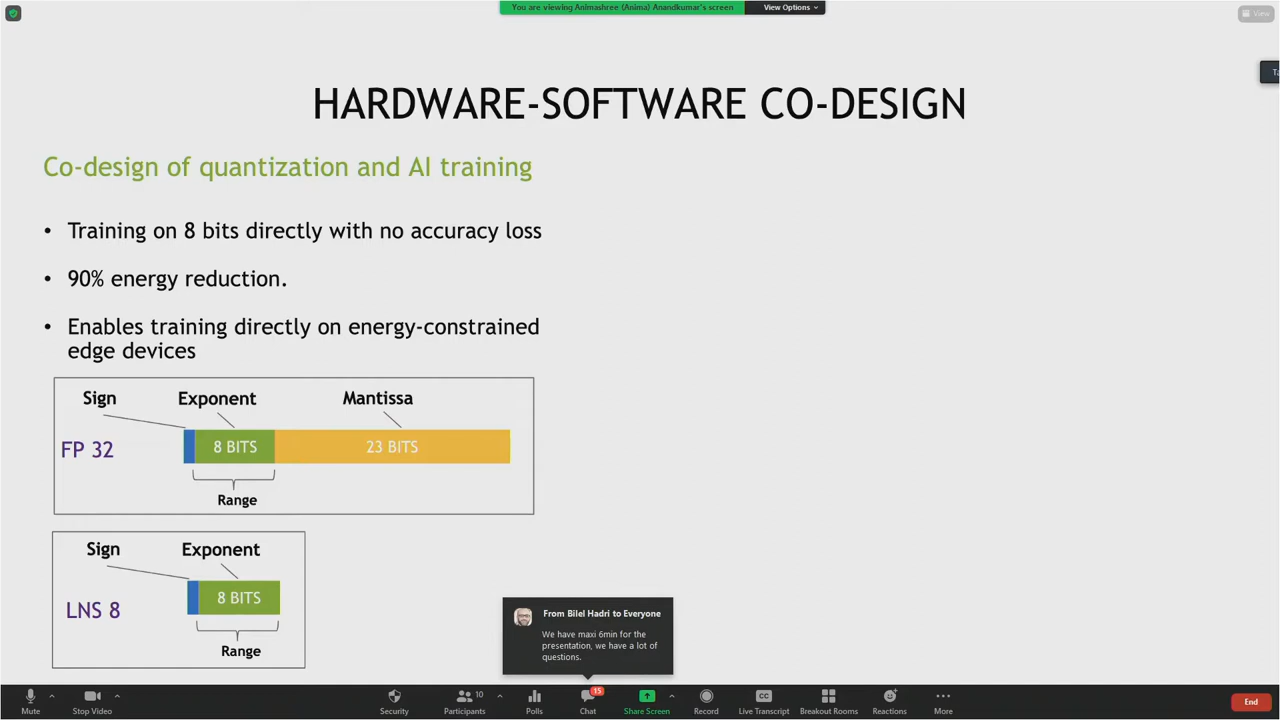 You are viewing Animashree (Anima) Anandkumar's screen
View Options
View
HARDWARE-SOFTWARE CO-DESIGN
Co-design of quantization and AI training
• Training on 8 bits directly with no accuracy loss
• 90% energy reduction.
• Enables training directly on energy-constrained
edge devices
Sign Exponent Mantissa
FP 32 8 BITS 23 BITS
Range
Sign Exponent
LNS 8 8 BITS
Range
From Bilel Hadri to Everyone
We have maxi 6min for the
presentation, we have a lot of
questions.
10
15
Mute Stop Video Security Participants Polls Chat Share Screen Record Live Transcript Breakout Rooms Reactions More End